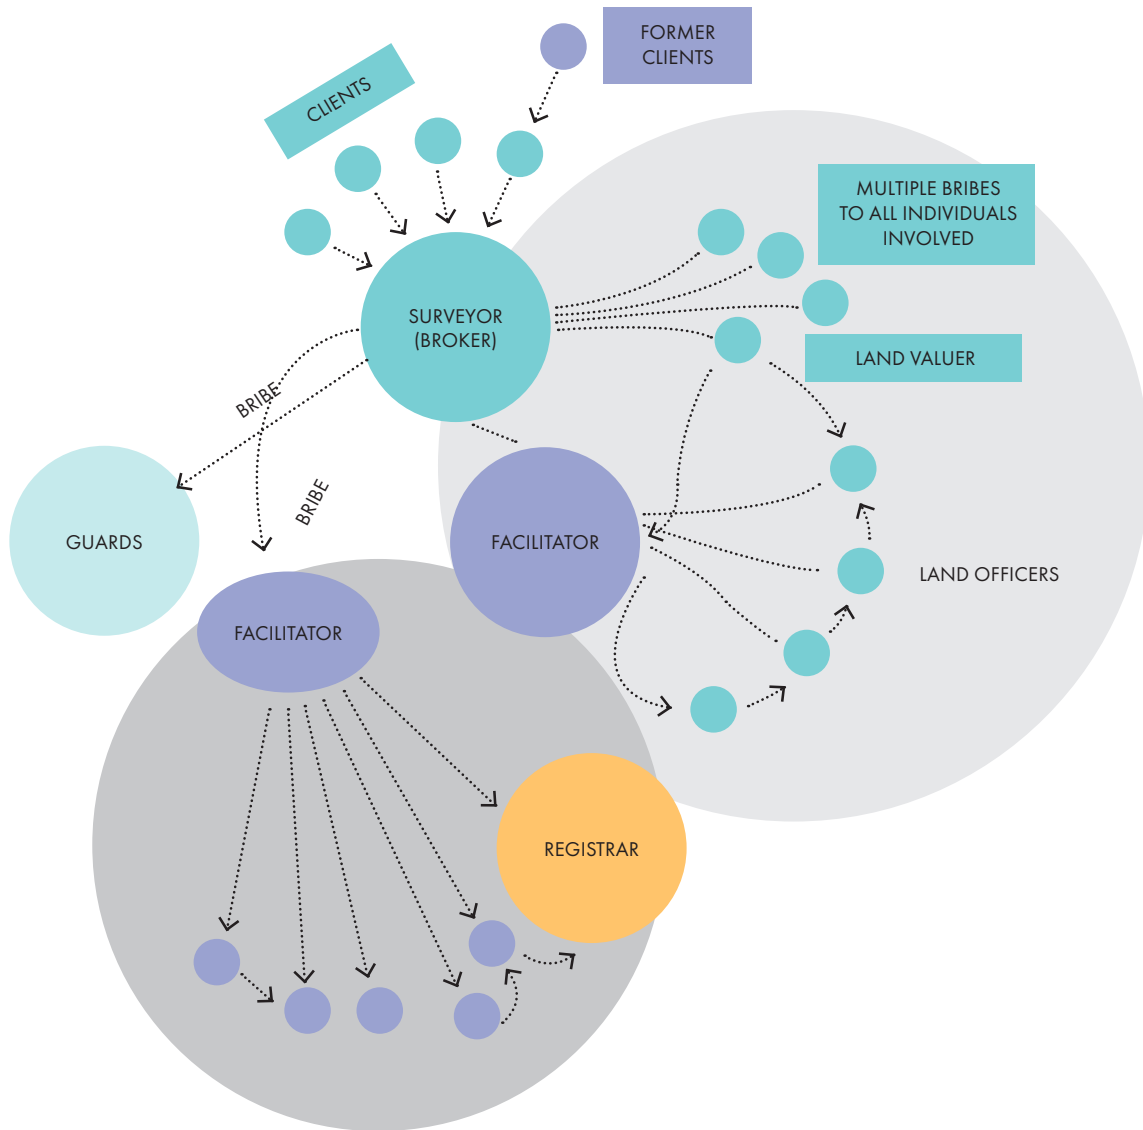 FORMER
CLIENTS
CLIENTS
MULTIPLE BRIBES
TO ALL INDIVIDUALS
INVOLVED
SURVEYOR
(BROKER)
LAND VALUER
BRIBE
BRIBE
GUARDS
FACILITATOR
LAND OFFICERS
FACILITATOR
REGISTRAR